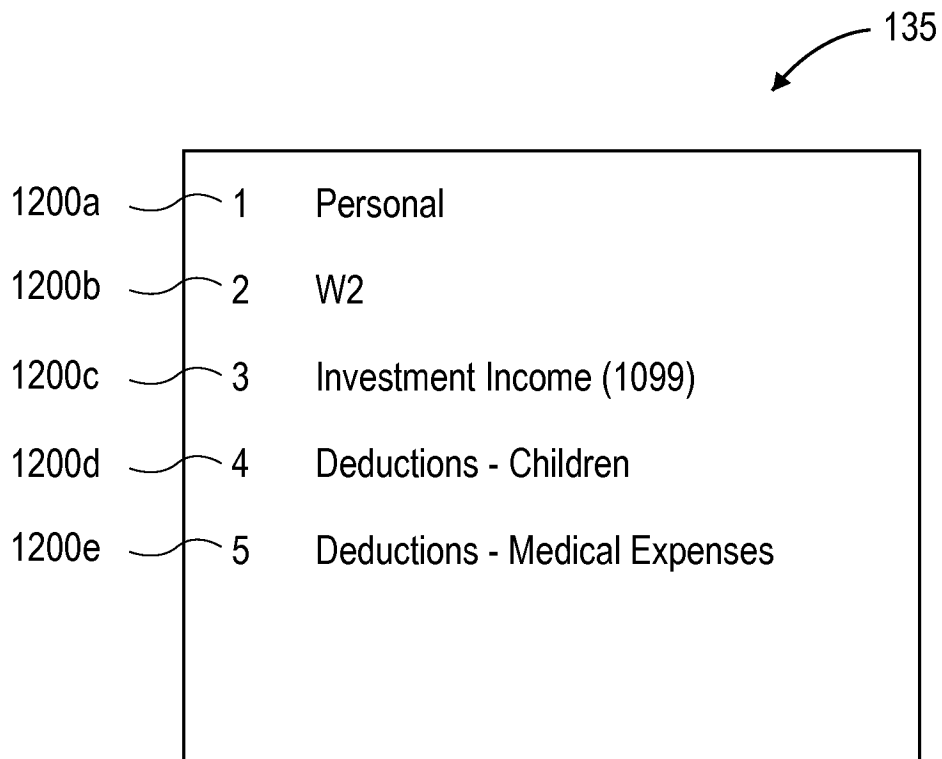 135
1200a 1 Personal
1200b 2 W2
1200c 3 Investment Income (1099)
1200d 4 Deductions - Children
1200e 5 Deductions - Medical Expenses